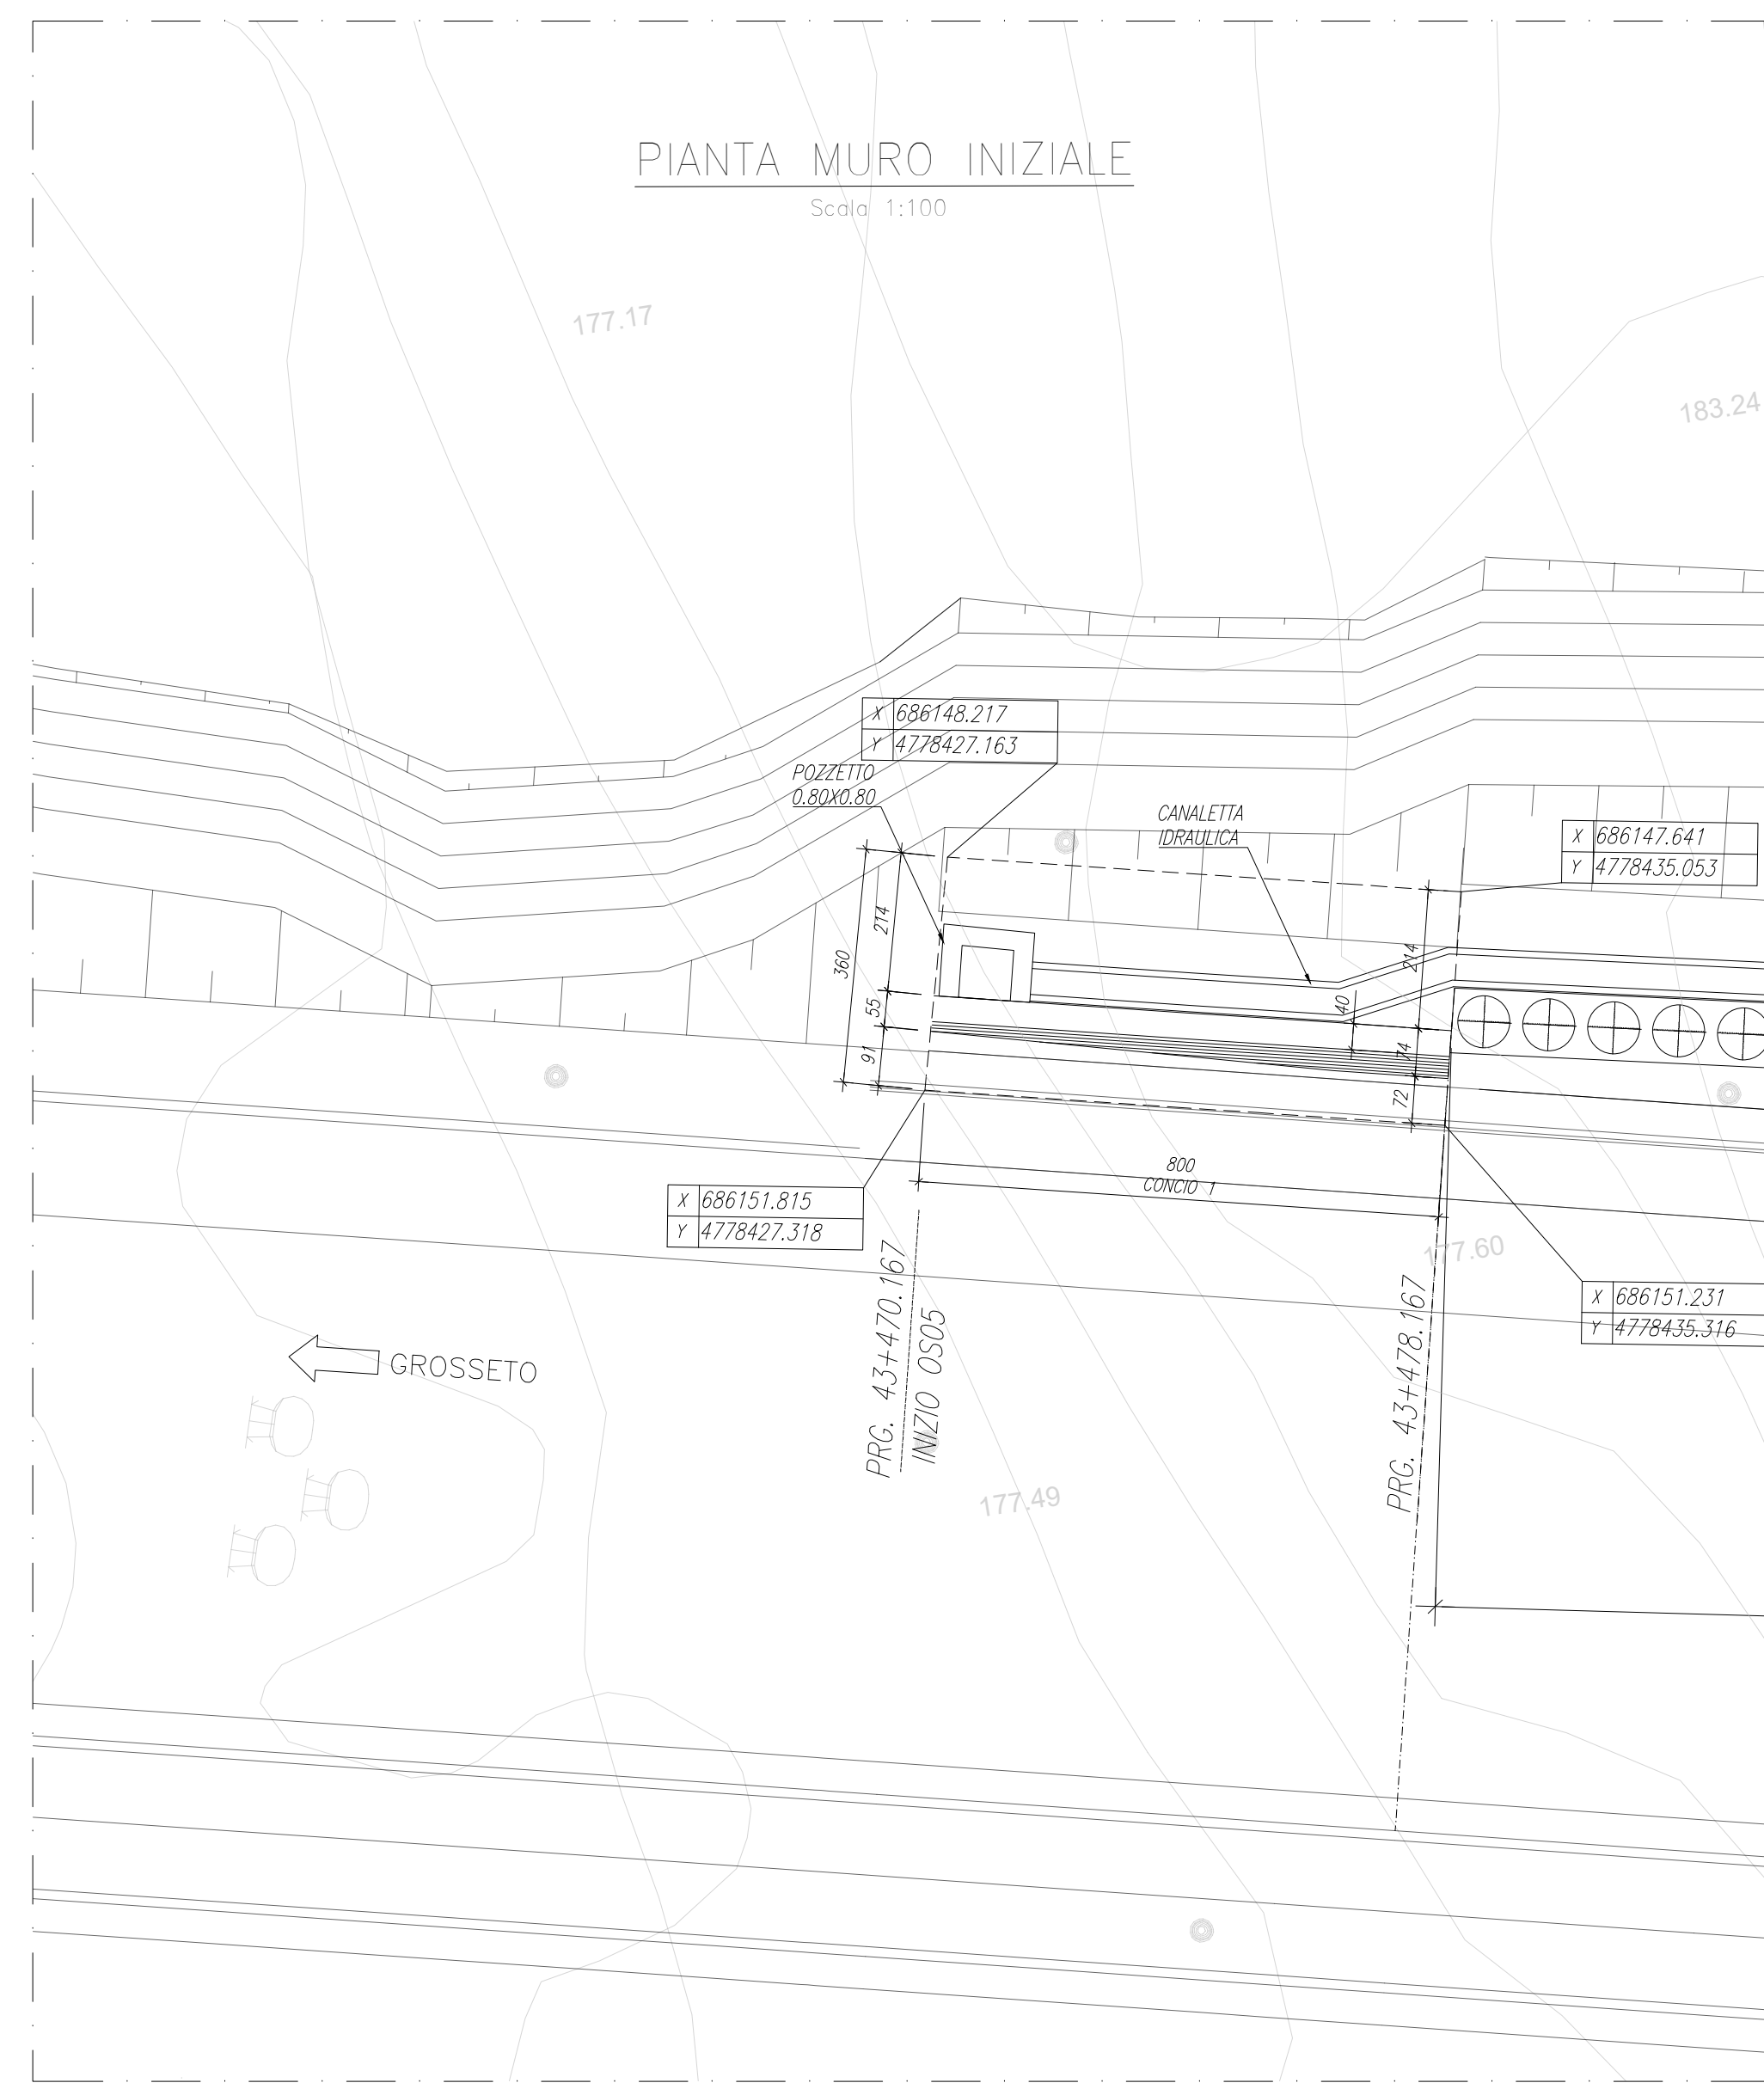 PIANTA MURO INIZIALE
Scala 1:100
177.17
183.24
X 686148.217
Y 4778427.163
POZZETTO
0.80X0.80
CANALETTA
IDRAULICA
X 686147.641
Y 4778435.053
214
360
55
91
214
40
74
72
800
CONCIO 1
X 686151.815
Y 4778427.318
177.60
X 686151.231
Y 4778435.316
PRG. 43+470.167
INIZIO OS05
PRG. 43+478.167
GROSSETO
177.49